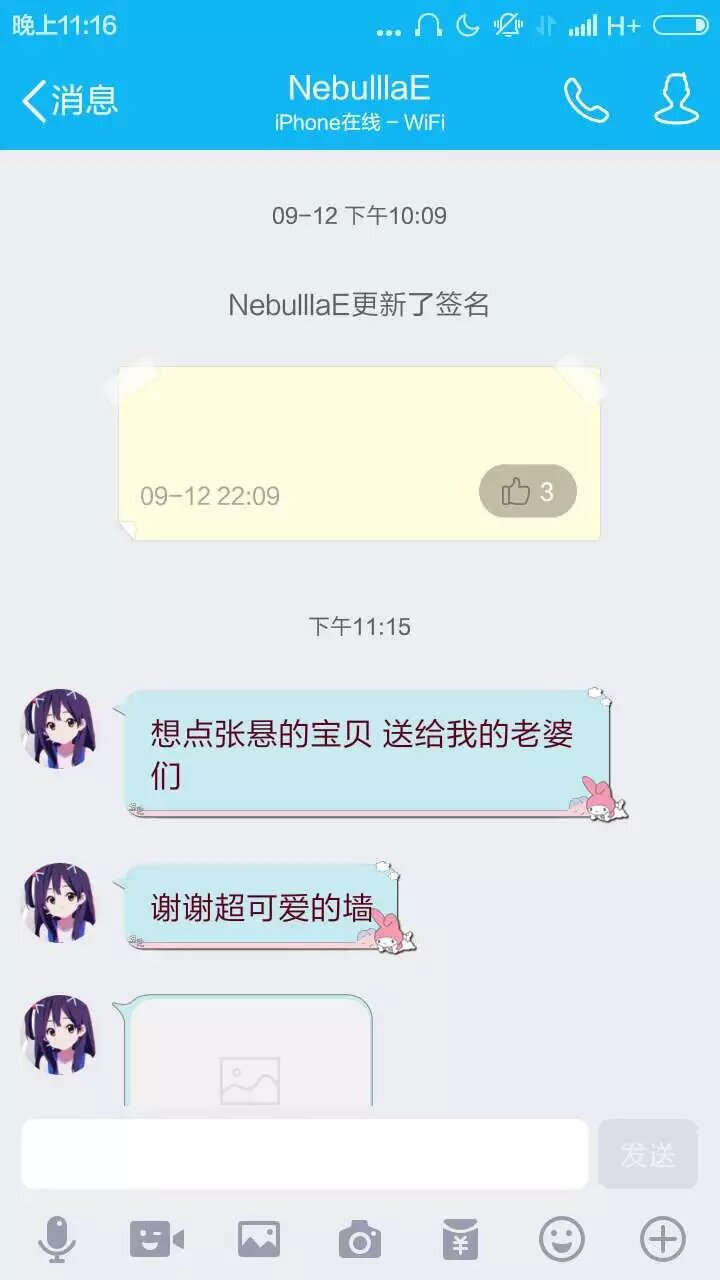 晚上11:16
H+
消息
NebulllaE
iPhone在线 – WiFi
09-12 下午10:09
NebulllaE更新了签名
09-12 22:09
3
下午11:15
想点张悬的宝贝 送给我的老婆
们
谢谢超可爱的墙
发送